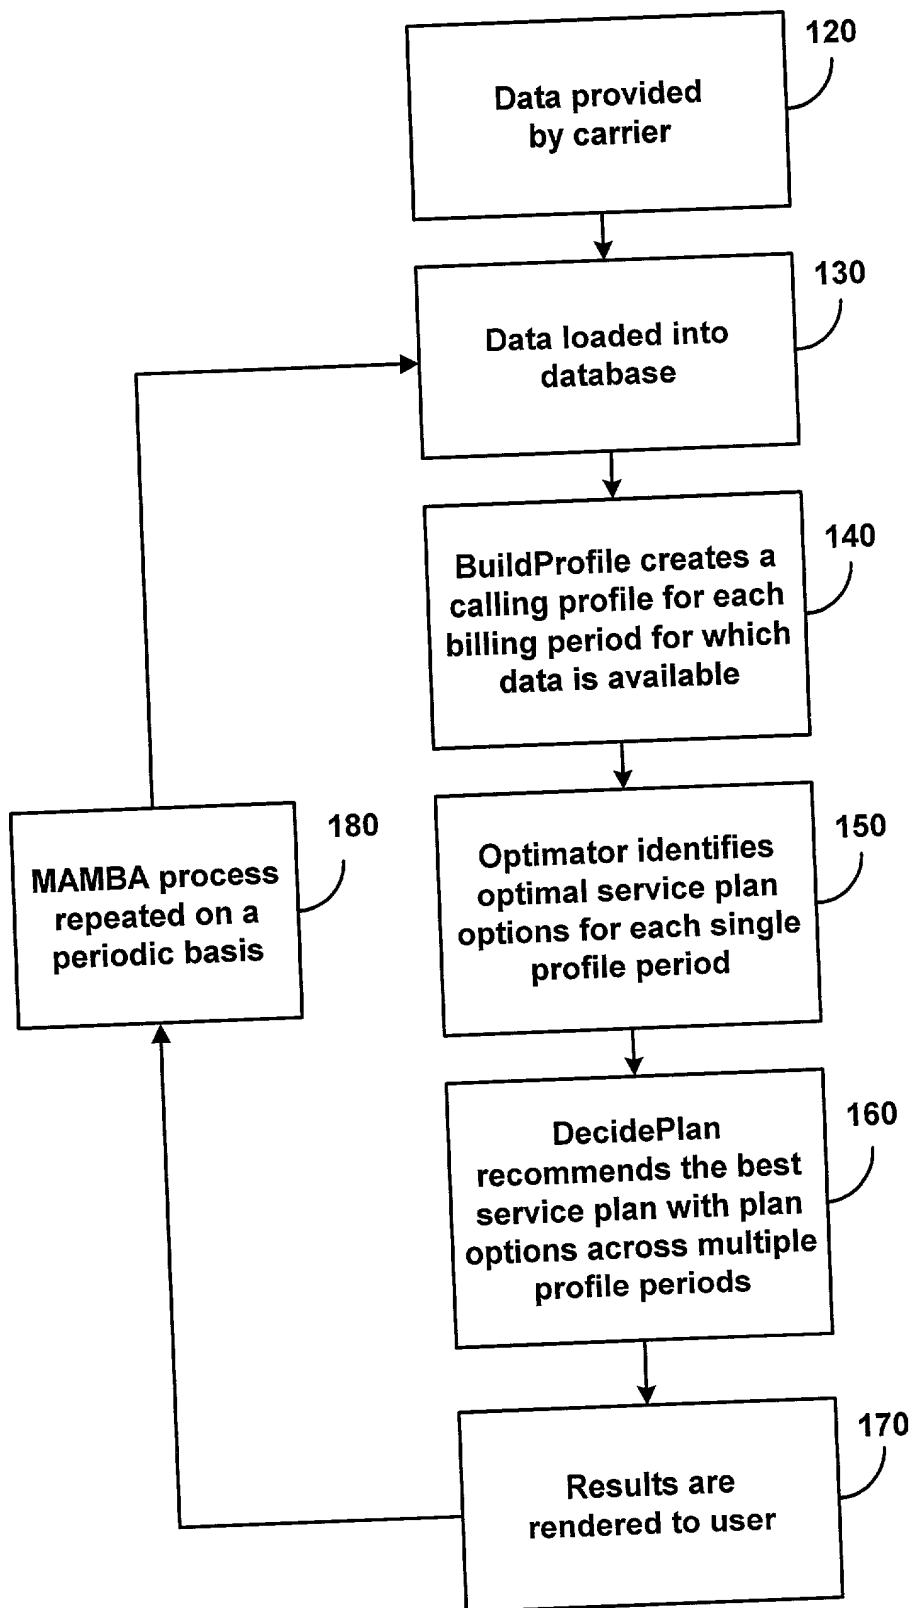 120
Data provided
by carrier
130
Data loaded into
database
140
BuildProfile creates a
calling profile for each
billing period for which
data is available
150
Optimator identifies
optimal service plan
options for each single
profile period
180
MAMBA process
repeated on a
periodic basis
160
DecidePlan
recommends the best
service plan with plan
options across multiple
profile periods
170
Results are
rendered to user